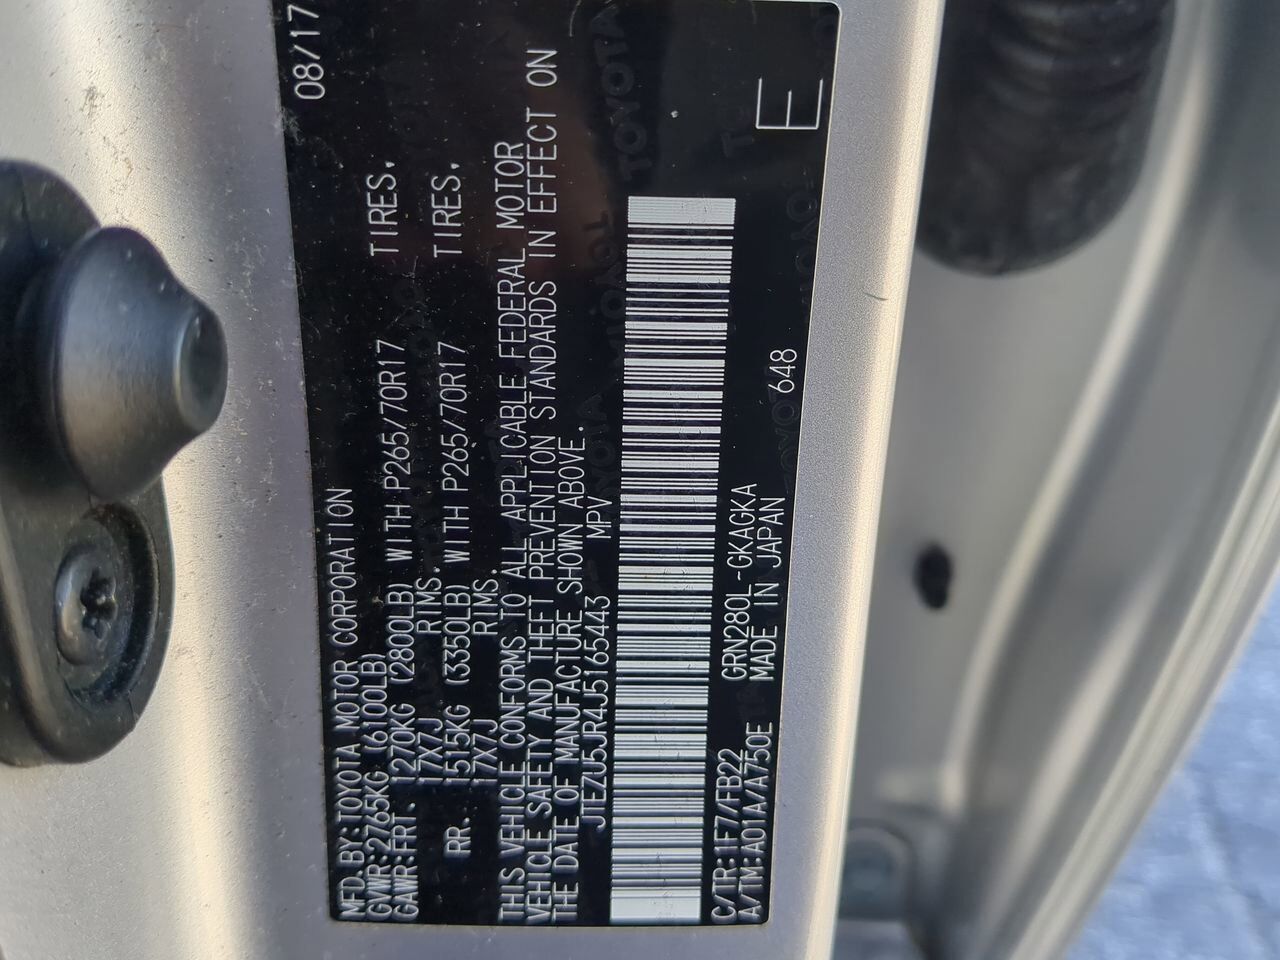 MFD. BY: TOYOTA MOTOR CORPORATION 08/17
GVWR: 2765KG (6100LB)
GAWR: FRT. 1270KG (2800LB) WITH P265/70R17 TIRES,
17X7J RIMS.
RR. 1515KG (3350LB) WITH P265/70R17 TIRES,
17X7J RIMS.
THIS VEHICLE CONFORMS TO ALL APPLICABLE FEDERAL MOTOR
VEHICLE SAFETY AND THEFT PREVENTION STANDARDS IN EFFECT ON
THE DATE OF MANUFACTURE SHOWN ABOVE.
JTEZU5JR4J5165443 MPV
C/TR: 1F7/FB22 GRN280L-GKAGKA
A/TM: A01A/A750E MADE IN JAPAN 648
E
TOYOTA